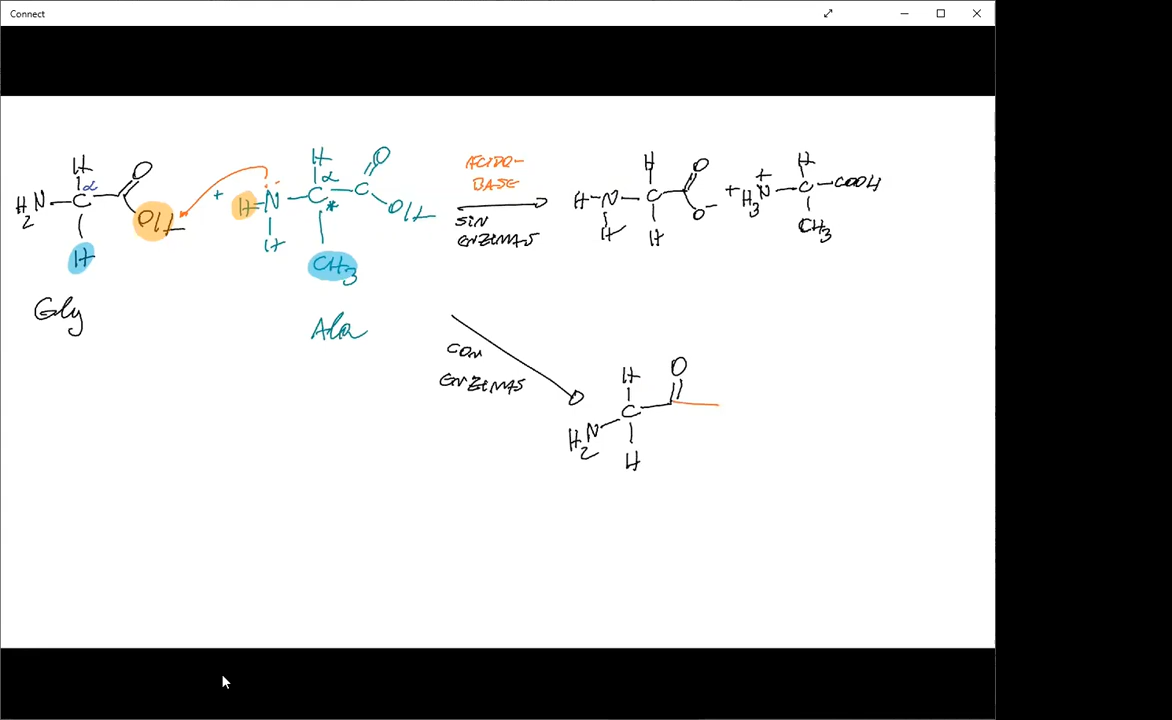 Connect
H
α
H2N
C
O
OH
H
Gly
+
H
H-N
H
α
C
*
C
O
OH
CH3
Ala
ACIDO-
BASE
SIN
ENZIMAS
H
H-N
H
C
H
O
O-
+
H3N+
H
C
COOH
CH3
CON
ENZIMAS
H
O
C
H2N
H